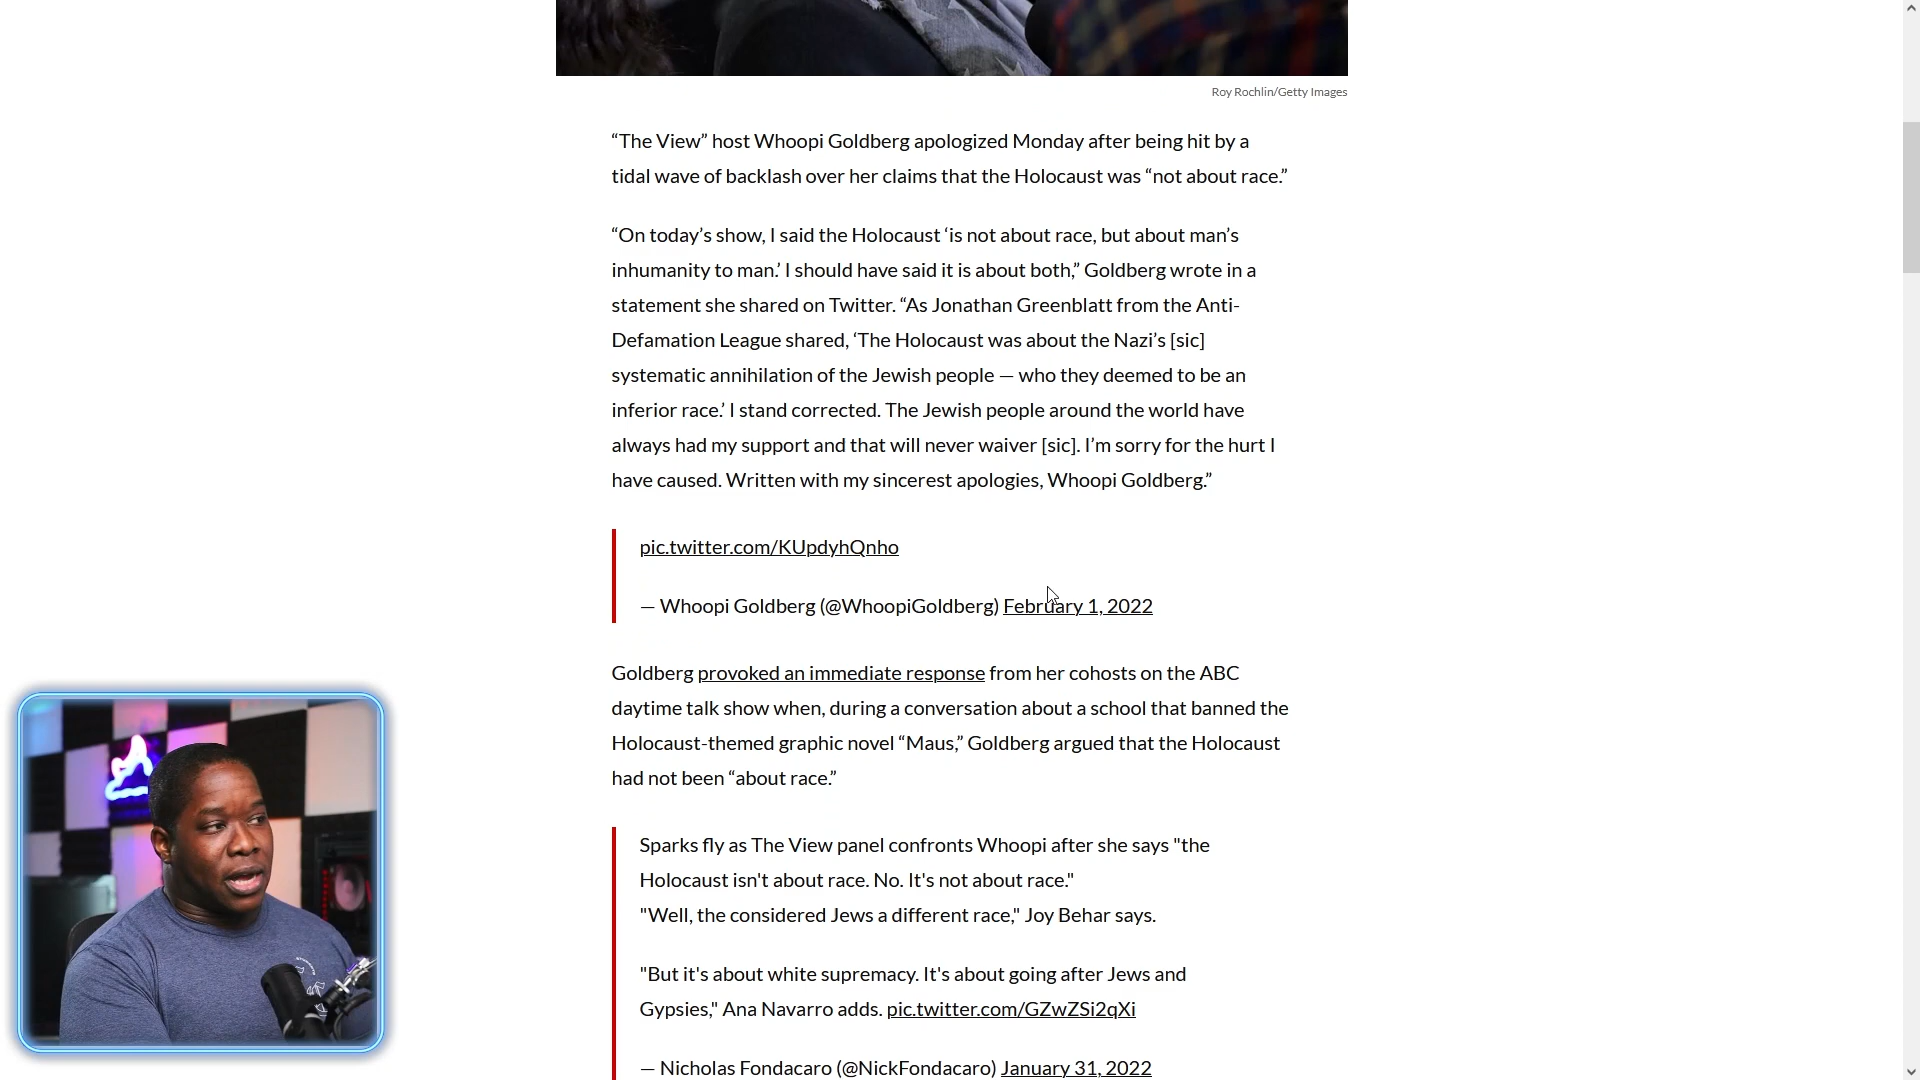 Roy Rochlin/Getty Images
“The View” host Whoopi Goldberg apologized Monday after being hit by a
tidal wave of backlash over her claims that the Holocaust was “not about race.”
“On today’s show, I said the Holocaust ‘is not about race, but about man’s
inhumanity to man.’ I should have said it is about both,” Goldberg wrote in a
statement she shared on Twitter. “As Jonathan Greenblatt from the Anti-
Defamation League shared, ‘The Holocaust was about the Nazi’s [sic]
systematic annihilation of the Jewish people — who they deemed to be an
inferior race.’ I stand corrected. The Jewish people around the world have
always had my support and that will never waiver [sic]. I’m sorry for the hurt I
have caused. Written with my sincerest apologies, Whoopi Goldberg.”
pic.twitter.com/KUpdyhQnho
— Whoopi Goldberg (@WhoopiGoldberg) February 1, 2022
Goldberg provoked an immediate response from her cohosts on the ABC
daytime talk show when, during a conversation about a school that banned the
Holocaust-themed graphic novel “Maus,” Goldberg argued that the Holocaust
had not been “about race.”
Sparks fly as The View panel confronts Whoopi after she says "the
Holocaust isn't about race. No. It's not about race."
"Well, the considered Jews a different race," Joy Behar says.
"But it's about white supremacy. It's about going after Jews and
Gypsies," Ana Navarro adds. pic.twitter.com/GZwZSi2qXi
— Nicholas Fondacaro (@NickFondacaro) January 31, 2022